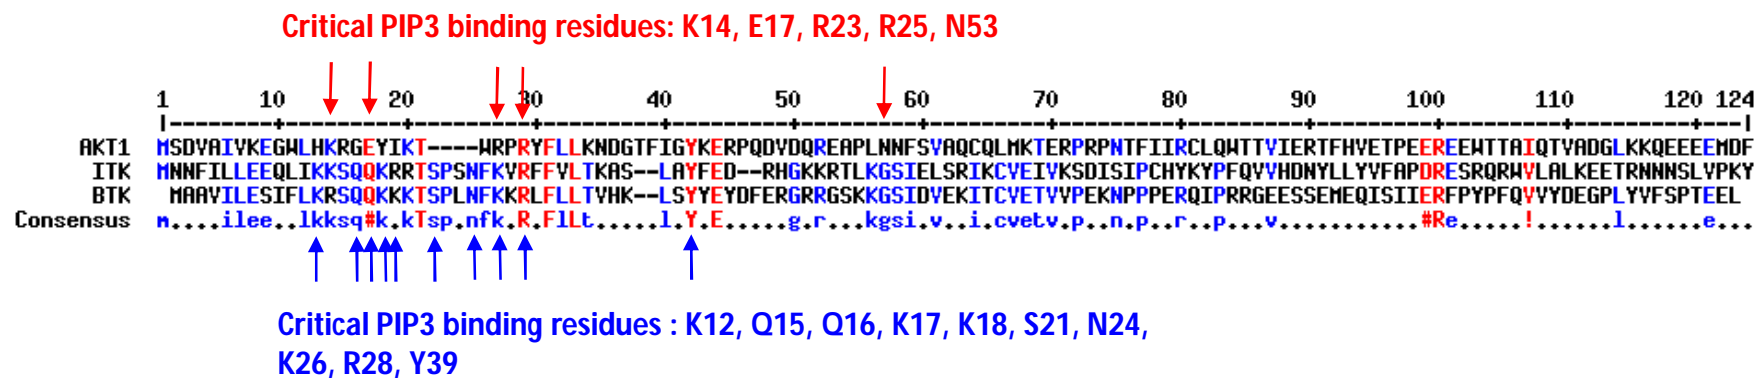 Critical PIP3 binding residues: K14, E17, R23, R25, N53
1 10 20 30 40 50 60 70 80 90 100 110 120 124
AKT1 MSDVAIVKEGWLHKRGEYIKT----WRPRYFLLKNDGTFIGYKERPQDVDQREAPLNNFSVAQCQLMKTERPRPNTFIIRCLQWTTVIERTFHVETPEEREEWTTAIQTVADGLKKQEEEEMDF
ITK MNNFILLEEQLIKKSQQKRRTSPSNFKVRFFVLTKAS--LAYFED--RHGKKRTLKGSIELSRIKCVEIVKSDISIPCHYKYPFQVVHDNYLLYVFAPDRESRQRWVLALKEETRNNNSLVPKY
BTK MAAVILESIFLKRSQQKKKTSPLNFKKRLFLLTVHK--LSYYEYDFERGRRGSKKGSIDVEKITCVETVVPEKNPPPERQIPRRGEESSEMEQISIIERFPYPFQVVYDEGPLYVFSPTEEL
Consensus m....ilee..lkksq#k.kTsp.nfk.R.FlLt.....l.Y.E.....g.r...kgsi.v..i.cvetv.p.n.p..r..p...v...........#Re.....!......l......e...
Critical PIP3 binding residues : K12, Q15, Q16, K17, K18, S21, N24,
K26, R28, Y39